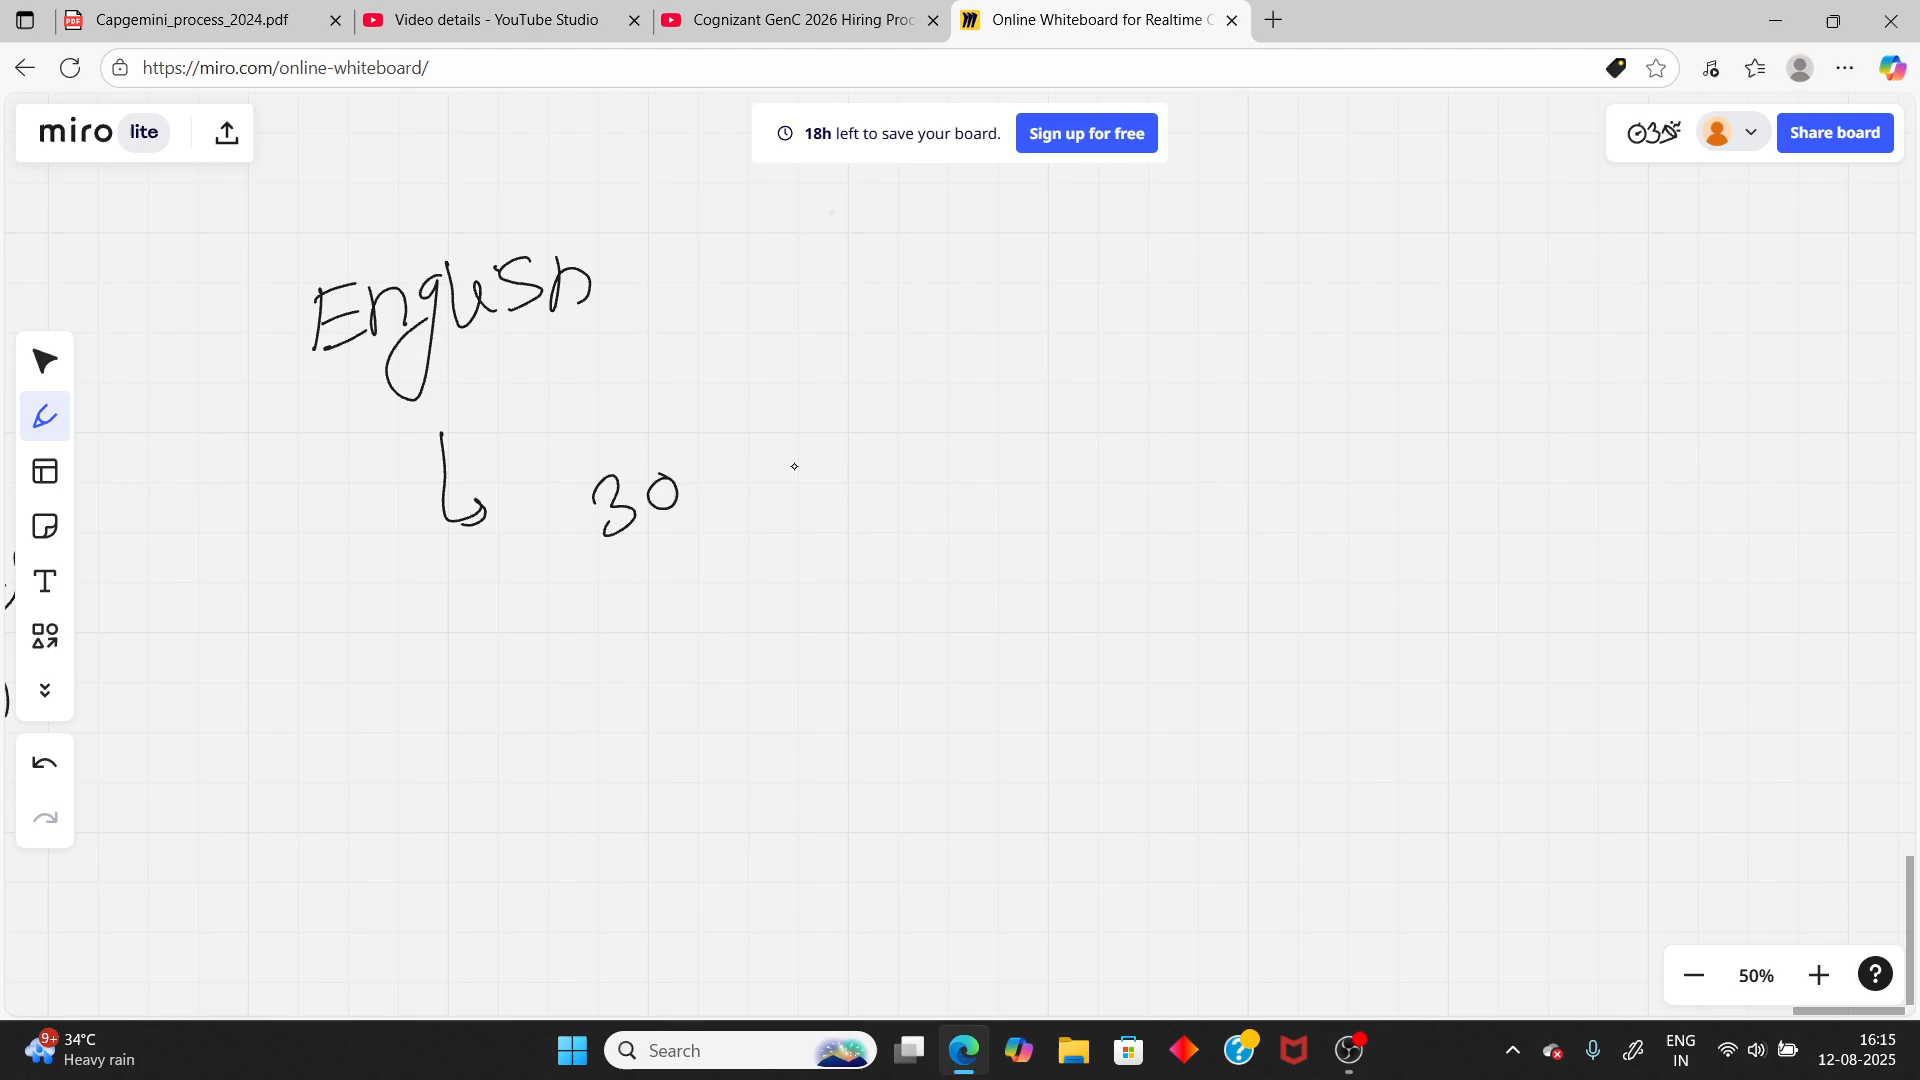 Capgemini_process_2024.pdf
Video details - YouTube Studio
Cognizant GenC 2026 Hiring Proc
Online Whiteboard for Realtime C
https://miro.com/online-whiteboard/
miro lite
18h left to save your board.
Sign up for free
Share board
English
30
50%
34°C
Heavy rain
9+
Search
ENG
IN
16:15
12-08-2025